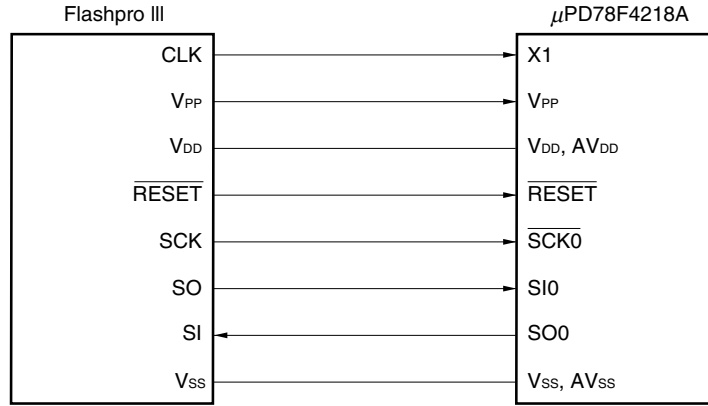 Flashpro III μPD78F4218A
CLK X1
VPP VPP
VDD VDD, AVDD
RESET RESET
SCK SCK0
SO SI0
SI SO0
VSS VSS, AVSS